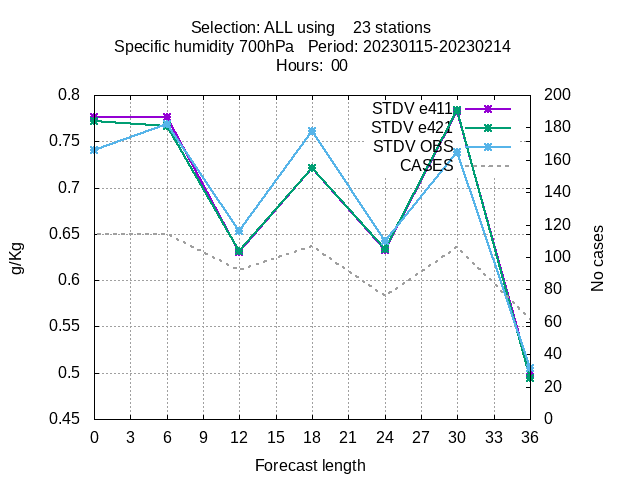 Selection: ALL using    23 stations
Specific humidity 700hPa   Period: 20230115-20230214
Hours:  00
0.8
0.75
0.7
0.65
0.6
0.55
0.5
0.45
g/Kg
STDV e411
STDV e421
STDV OBS
CASES
200
180
160
140
120
100
80
60
40
20
0
No cases
0 3 6 9 12 15 18 21 24 27 30 33 36
Forecast length